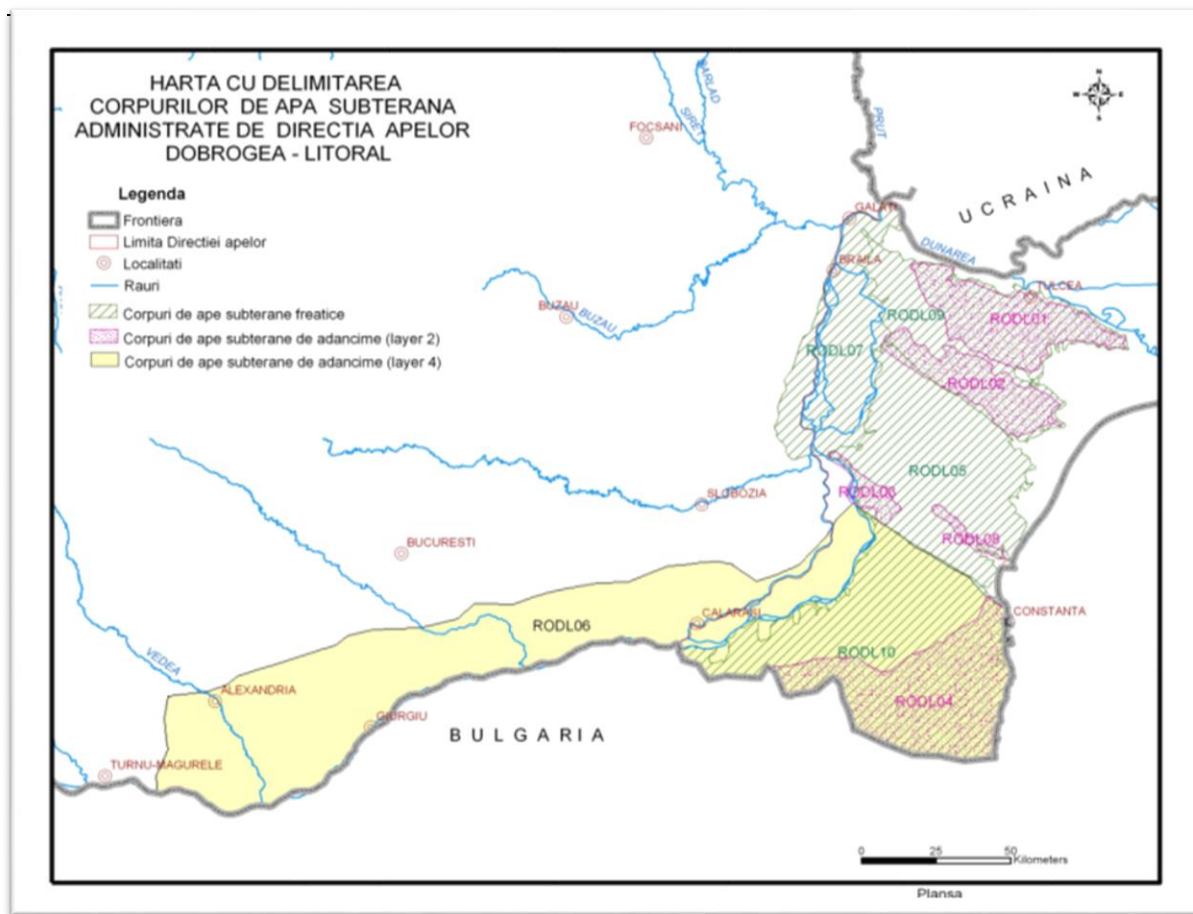 HARTA CU DELIMITAREA
CORPURILOR DE APA SUBTERANA
ADMINISTRATE DE DIRECTIA APELOR
DOBROGEA - LITORAL
Legenda
Frontiera
Limita Directiei apelor
Localitati
Rauri
Corpuri de ape subterane freatice
Corpuri de ape subterane de adancime (layer 2)
Corpuri de ape subterane de adancime (layer 4)
N
W
E
S
BARLAD
SIRET
PRUT
FOCSANI
UCRAINA
GALATI
DUNAREA
BRAILA
TULCEA
BUZAU
BUZAU
RODL09
RODL01
RODL07
RODL02
RODL05
SLOBOZIA
RODL03
RODL08
BUCURESTI
CALARASI
CONSTANTA
RODL06
RODL10
VEDEA
ALEXANDRIA
RODL04
GIURGIU
BULGARIA
TURNU-MAGURELE
0 25 50
Kilometers
Plansa